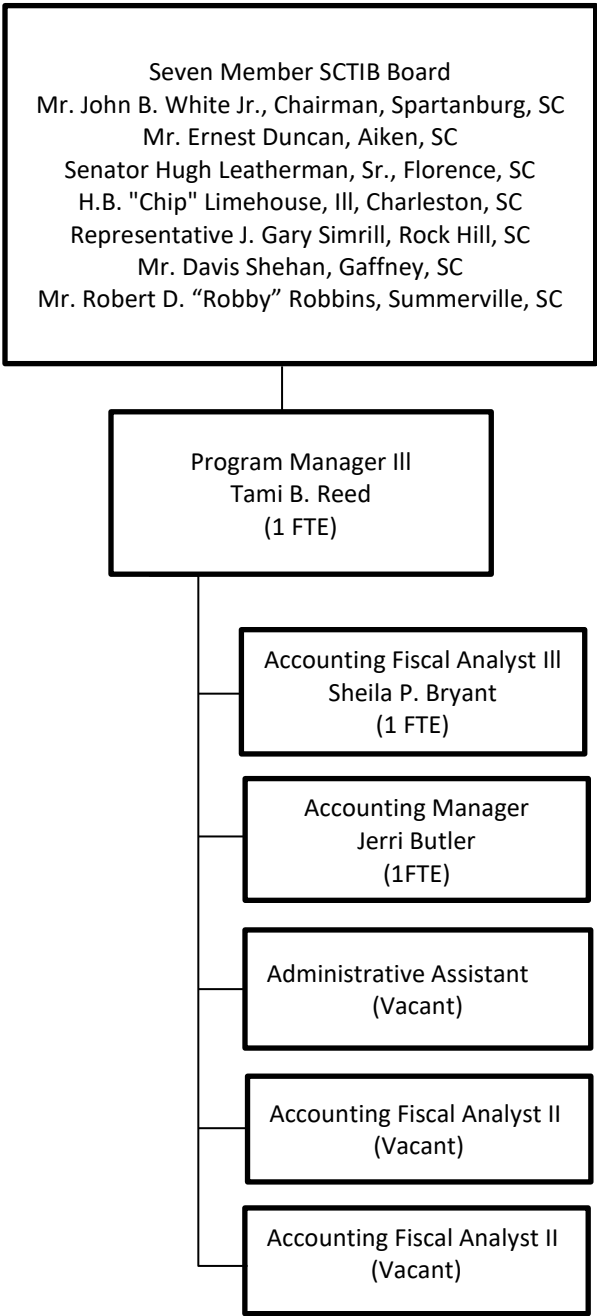 Seven Member SCTIB Board
Mr. John B. White Jr., Chairman, Spartanburg, SC
Mr. Ernest Duncan, Aiken, SC
Senator Hugh Leatherman, Sr., Florence, SC
H.B. "Chip" Limehouse, Ill, Charleston, SC
Representative J. Gary Simrill, Rock Hill, SC
Mr. Davis Shehan, Gaffney, SC
Mr. Robert D. “Robby” Robbins, Summerville, SC
Program Manager Ill
Tami B. Reed
(1 FTE)
Accounting Fiscal Analyst Ill
Sheila P. Bryant
(1 FTE)
Accounting Manager
Jerri Butler
(1FTE)
Administrative Assistant
(Vacant)
Accounting Fiscal Analyst II
(Vacant)
Accounting Fiscal Analyst II
(Vacant)